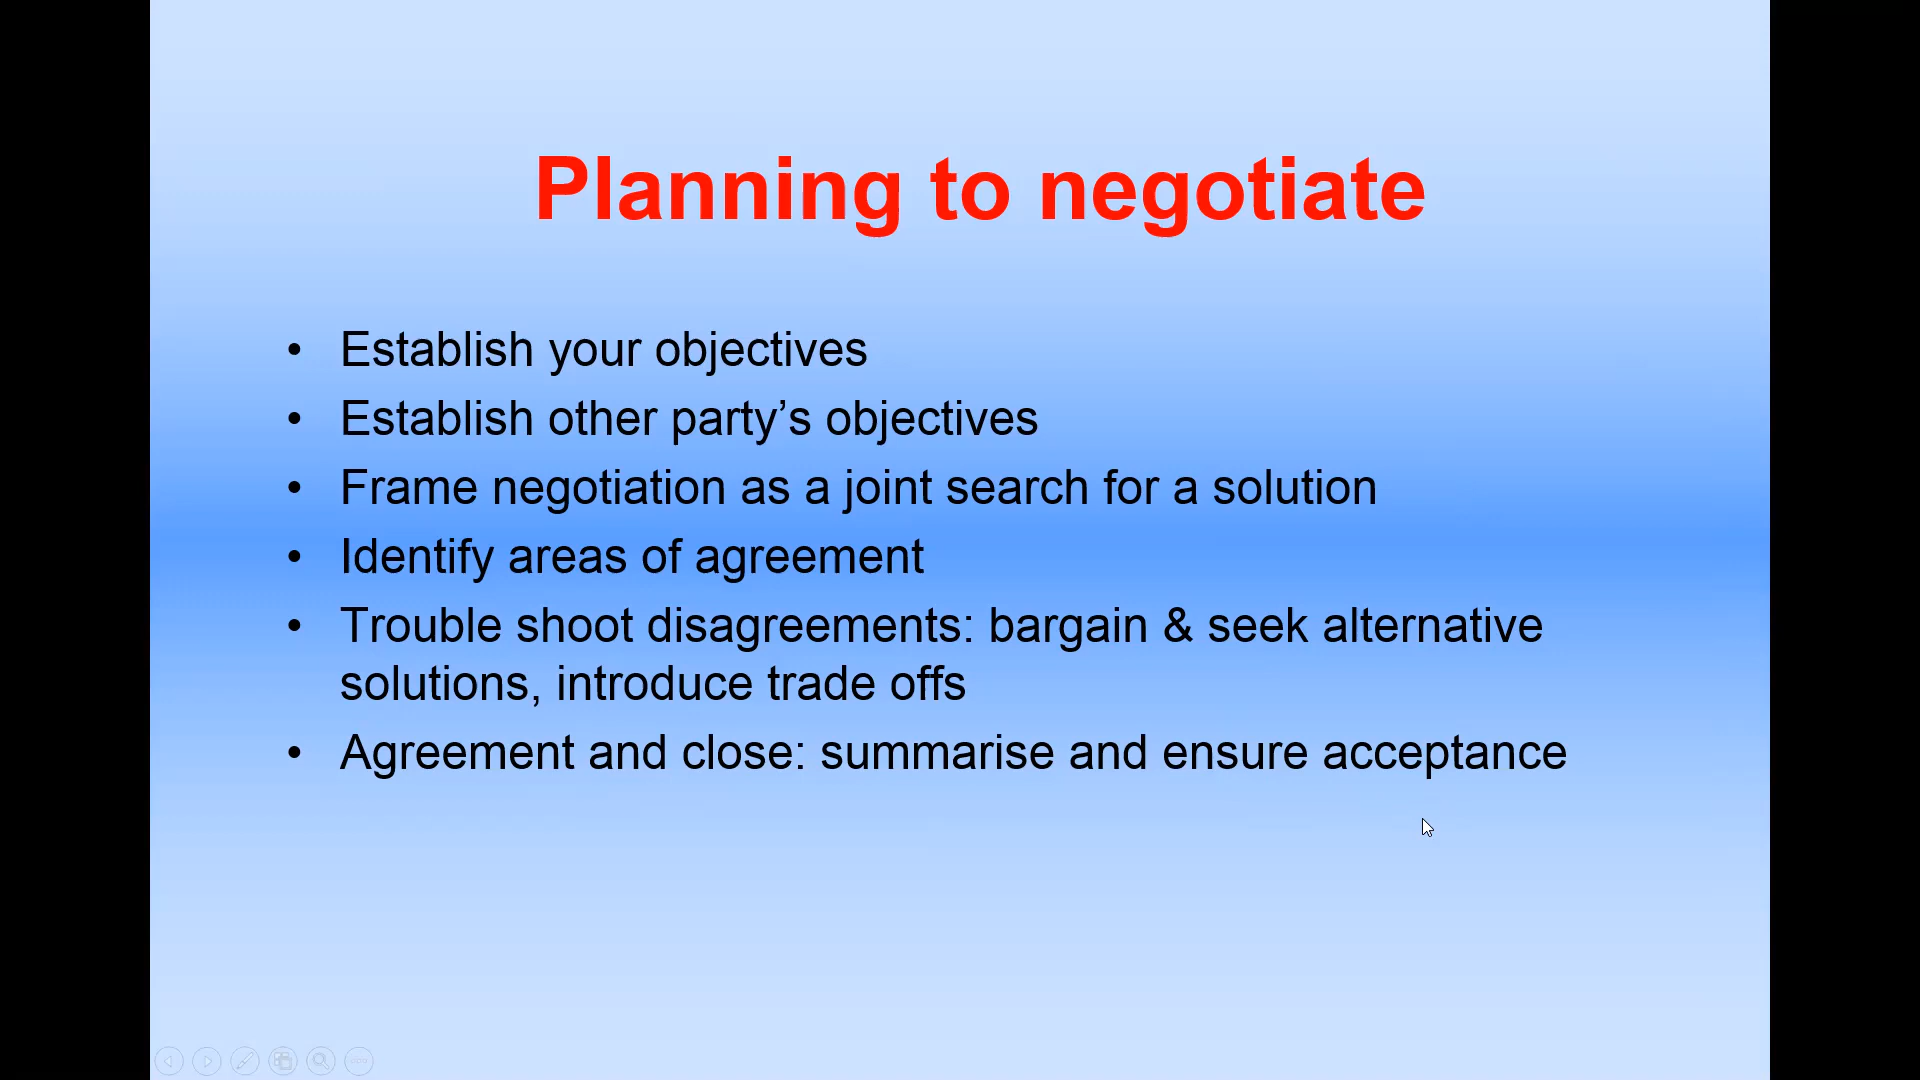 Planning to negotiate
• Establish your objectives
• Establish other party’s objectives
• Frame negotiation as a joint search for a solution
• Identify areas of agreement
• Trouble shoot disagreements: bargain & seek alternative
solutions, introduce trade offs
• Agreement and close: summarise and ensure acceptance